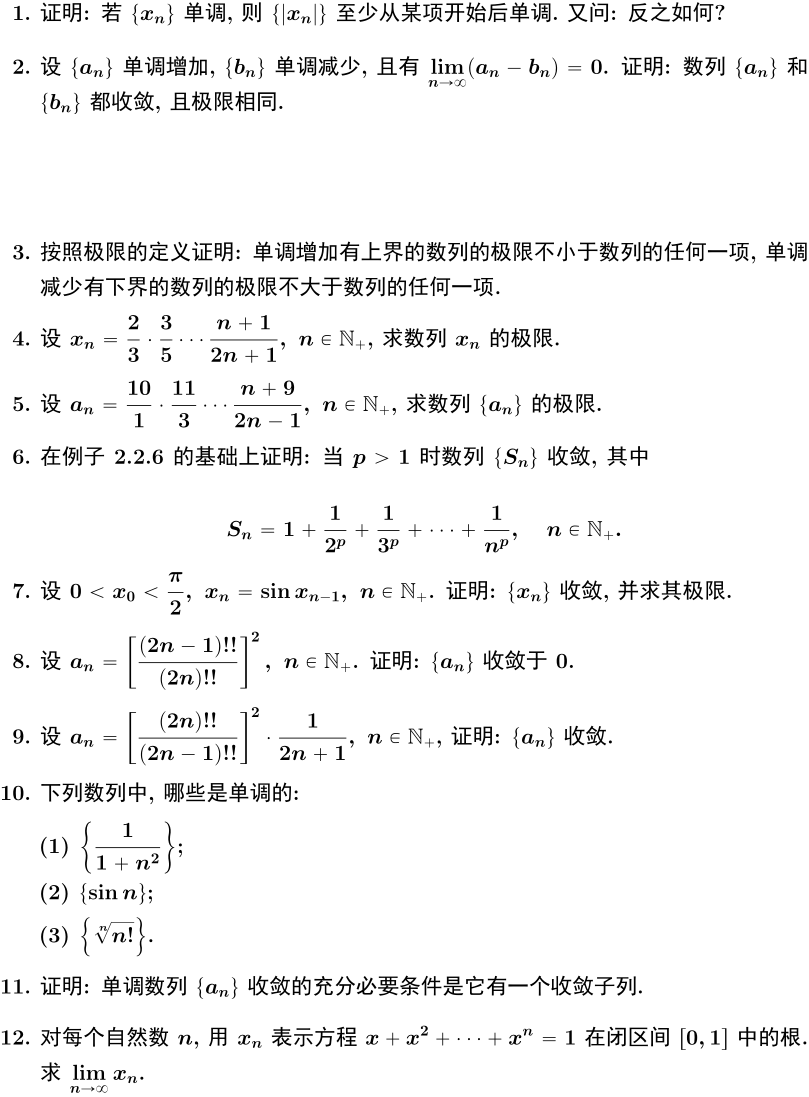 1. 证明: 若 $\{x_n\}$ 单调, 则 $\{|x_n|\}$ 至少从某项开始后单调. 又问: 反之如何?
2. 设 $\{a_n\}$ 单调增加, $\{b_n\}$ 单调减少, 且有 $\lim\limits_{n\to\infty}(a_n - b_n) = 0$. 证明: 数列 $\{a_n\}$ 和
$\{b_n\}$ 都收敛, 且极限相同.
3. 按照极限的定义证明: 单调增加有上界的数列的极限不小于数列的任何一项, 单调
减少有下界的数列的极限不大于数列的任何一项.
4. 设 $x_n = \dfrac{2}{3} \cdot \dfrac{3}{5} \cdots \dfrac{n+1}{2n+1}$, $n \in \mathbb{N}_+$, 求数列 $x_n$ 的极限.
5. 设 $a_n = \dfrac{10}{1} \cdot \dfrac{11}{3} \cdots \dfrac{n+9}{2n-1}$, $n \in \mathbb{N}_+$, 求数列 $\{a_n\}$ 的极限.
6. 在例子 2.2.6 的基础上证明: 当 $p > 1$ 时数列 $\{S_n\}$ 收敛, 其中
$S_n = 1 + \dfrac{1}{2^p} + \dfrac{1}{3^p} + \cdots + \dfrac{1}{n^p}, \quad n \in \mathbb{N}_+.$
7. 设 $0 < x_0 < \dfrac{\pi}{2}$, $x_n = \sin x_{n-1}$, $n \in \mathbb{N}_+$. 证明: $\{x_n\}$ 收敛, 并求其极限.
8. 设 $a_n = \left[\dfrac{(2n-1)!!}{(2n)!!}\right]^2$, $n \in \mathbb{N}_+$. 证明: $\{a_n\}$ 收敛于 0.
9. 设 $a_n = \left[\dfrac{(2n)!!}{(2n-1)!!}\right]^2 \cdot \dfrac{1}{2n+1}$, $n \in \mathbb{N}_+$, 证明: $\{a_n\}$ 收敛.
10. 下列数列中, 哪些是单调的:
(1) $\left\{\dfrac{1}{1+n^2}\right\}$;
(2) $\{\sin n\}$;
(3) $\left\{\sqrt[n]{n!}\right\}$.
11. 证明: 单调数列 $\{a_n\}$ 收敛的充分必要条件是它有一个收敛子列.
12. 对每个自然数 $n$, 用 $x_n$ 表示方程 $x + x^2 + \cdots + x^n = 1$ 在闭区间 $[0, 1]$ 中的根.
求 $\lim\limits_{n\to\infty} x_n$.